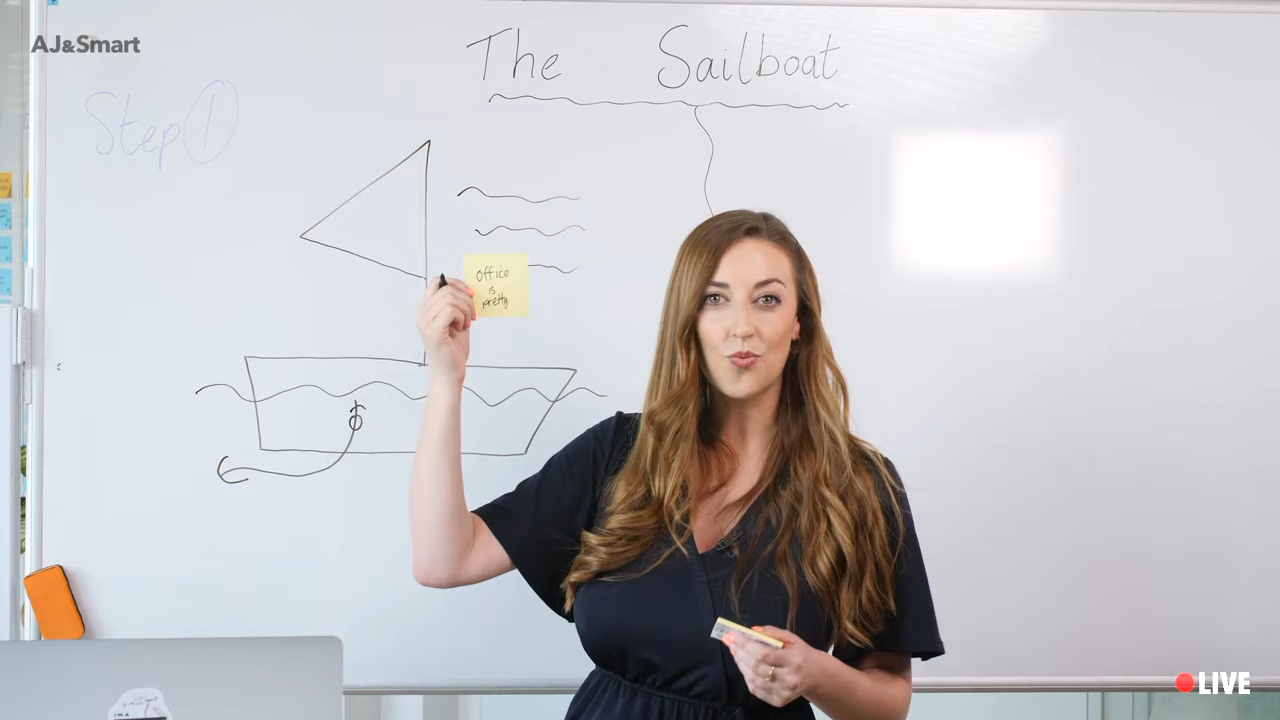 AJ&Smart
The Sailboat
Step 1
Office
is
pretty
I'M A
LIVE